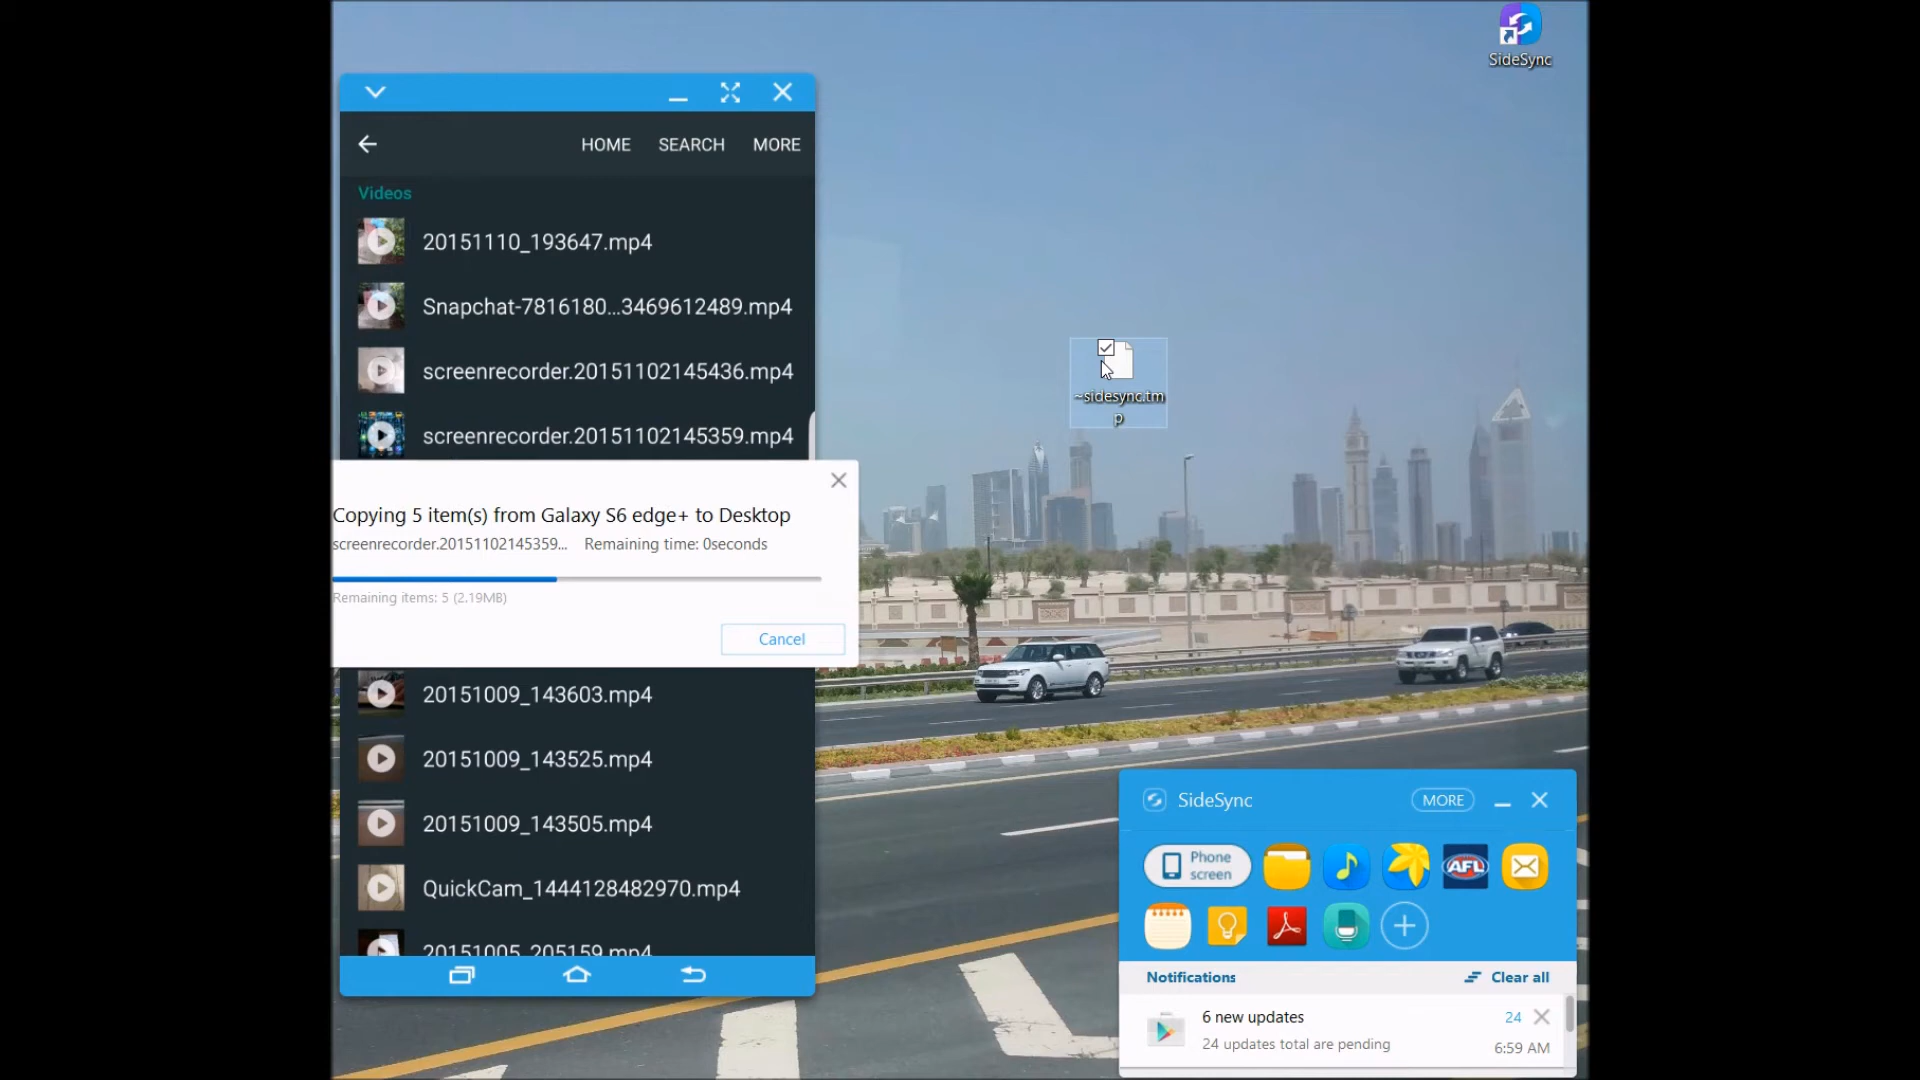 SideSync
HOME SEARCH MORE
Videos
20151110_193647.mp4
Snapchat-7816180...3469612489.mp4
screenrecorder.20151102145436.mp4
screenrecorder.20151102145359.mp4
~sidesync.tm
p
Copying 5 item(s) from Galaxy S6 edge+ to Desktop
screenrecorder.20151102145359... Remaining time: 0seconds
Remaining items: 5 (2.19MB)
Cancel
20151009_143603.mp4
20151009_143525.mp4
20151009_143505.mp4
QuickCam_1444128482970.mp4
20151005_205159.mp4
SideSync MORE
Phone
screen
AFL
Notifications Clear all
6 new updates 24
24 updates total are pending 6:59 AM